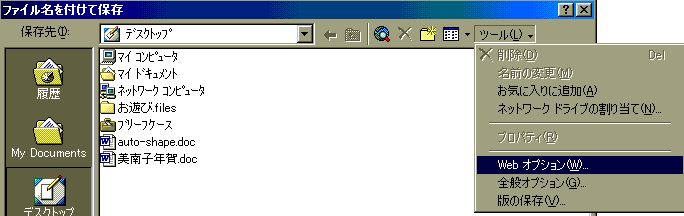 ファイル名を付けて保存
保存先(I):
デスクトップ
ツール(L)
履歴
My Documents
デスクトップ
マイ コンピュータ
マイ ドキュメント
ネットワーク コンピュータ
お遊び.files
ブリーフケース
auto-shape.doc
美南子年賀.doc
削除(D) Del
名前の変更(M)
お気に入りに追加(A)
ネットワーク ドライブの割り当て(N)...
プロパティ(R)
Web オプション(W)...
全般オプション(G)...
版の保存(V)...